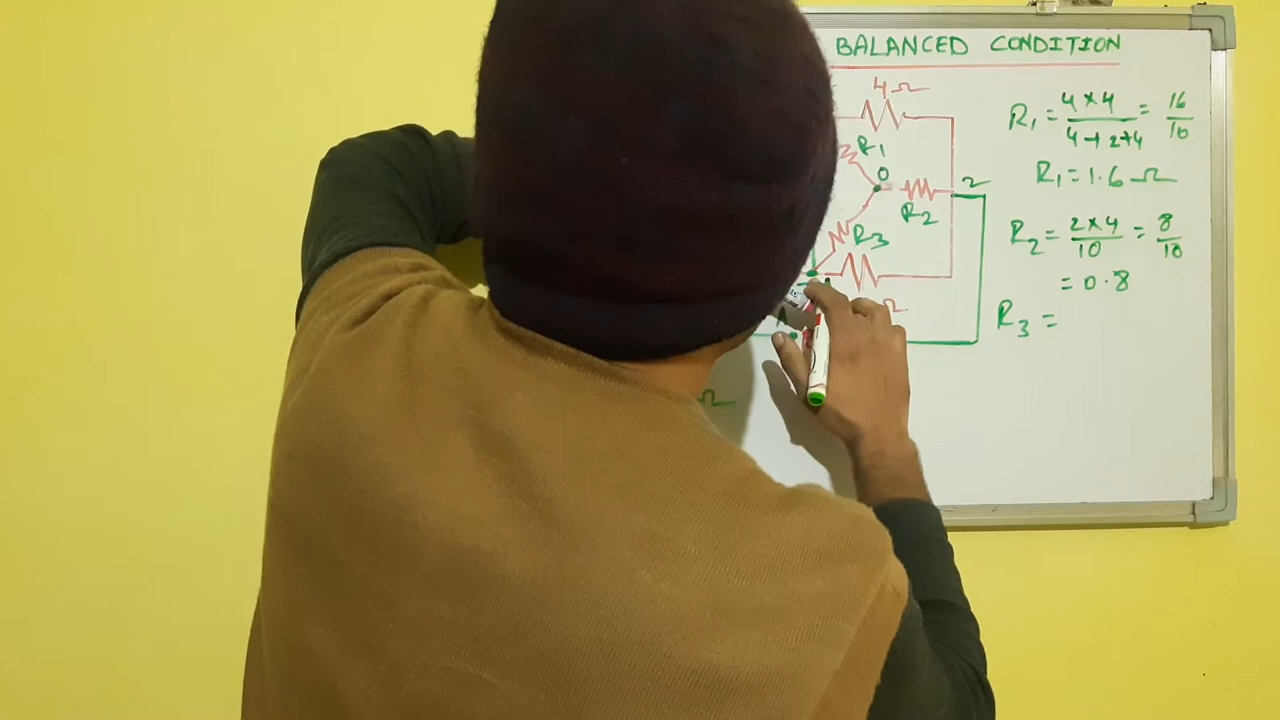 BALANCED CONDITION
4Ω
R1
O
R2
R3
Ω
Ω
2
R1 = 4×4 / 4+2+4 = 16/10
R1 = 1.6 Ω
R2 = 2×4 / 10 = 8/10
= 0.8
R3 =